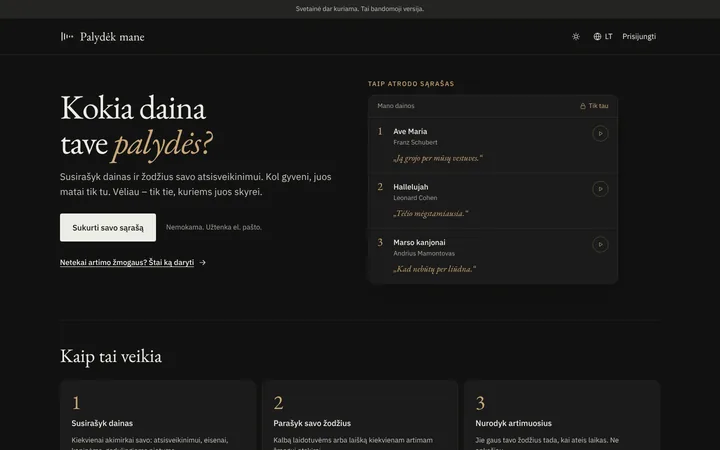 Svetainė dar kuriama. Tai bandomoji versija.
Palydėk mane
LT
Prisijungti
Kokia daina
tave palydės?
Susirašyk dainas ir žodžius savo atsisveikinimui. Kol gyveni, juos
matai tik tu. Vėliau – tik tie, kuriems juos skyrei.
Sukurti savo sąrašą
Nemokama. Užtenka el. pašto.
Netekai artimo žmogaus? Štai ką daryti →
TAIP ATRODO SĄRAŠAS
Mano dainos
Tik tau
1
Ave Maria
Franz Schubert
„Ją grojo per mūsų vestuves.“
2
Hallelujah
Leonard Cohen
„Tėčio mėgstamiausia.“
3
Marso kanjonai
Andrius Mamontovas
„Kad nebūtų per liūdna.“
Kaip tai veikia
1
Susirašyk dainas
Kiekvienai akimirkai savo: atsisveikinimui, eisenai,
2
Parašyk savo žodžius
Kalbą laidotuvėms arba laišką kiekvienam artimam
3
Nurodyk artimuosius
Jie gaus tavo žodžius tada, kai ateis laikas. Ne